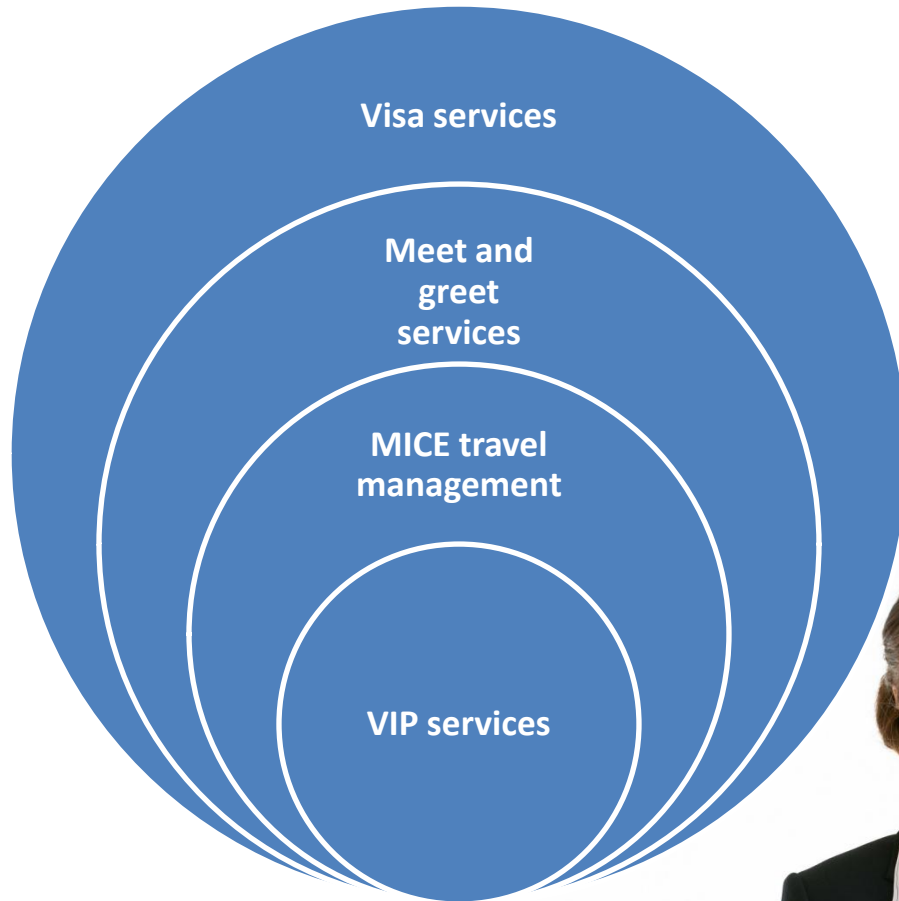 Visa services
Meet and
greet
services
MICE travel
management
VIP services